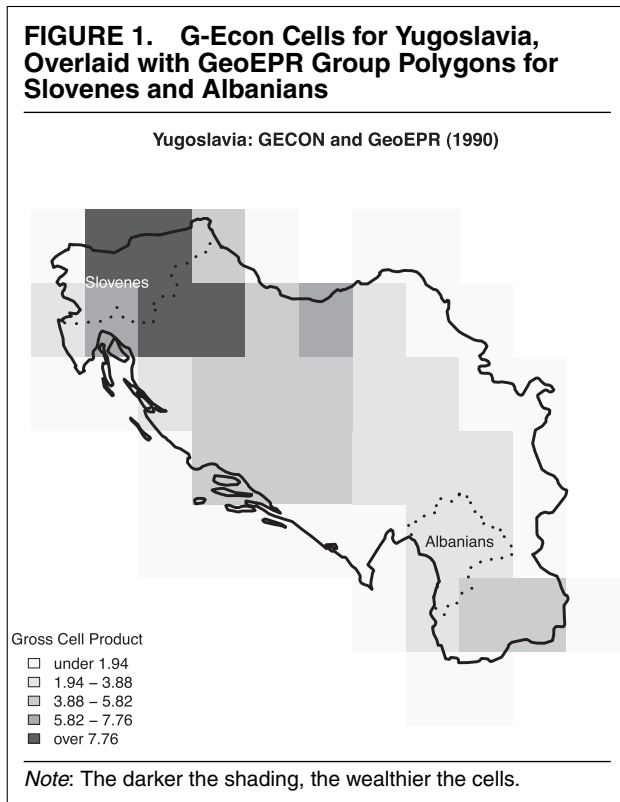 FIGURE 1. G-Econ Cells for Yugoslavia,
Overlaid with GeoEPR Group Polygons for
Slovenes and Albanians
Yugoslavia: GECON and GeoEPR (1990)
Slovenes
Albanians
Gross Cell Product
under 1.94
1.94 – 3.88
3.88 – 5.82
5.82 – 7.76
over 7.76
Note: The darker the shading, the wealthier the cells.